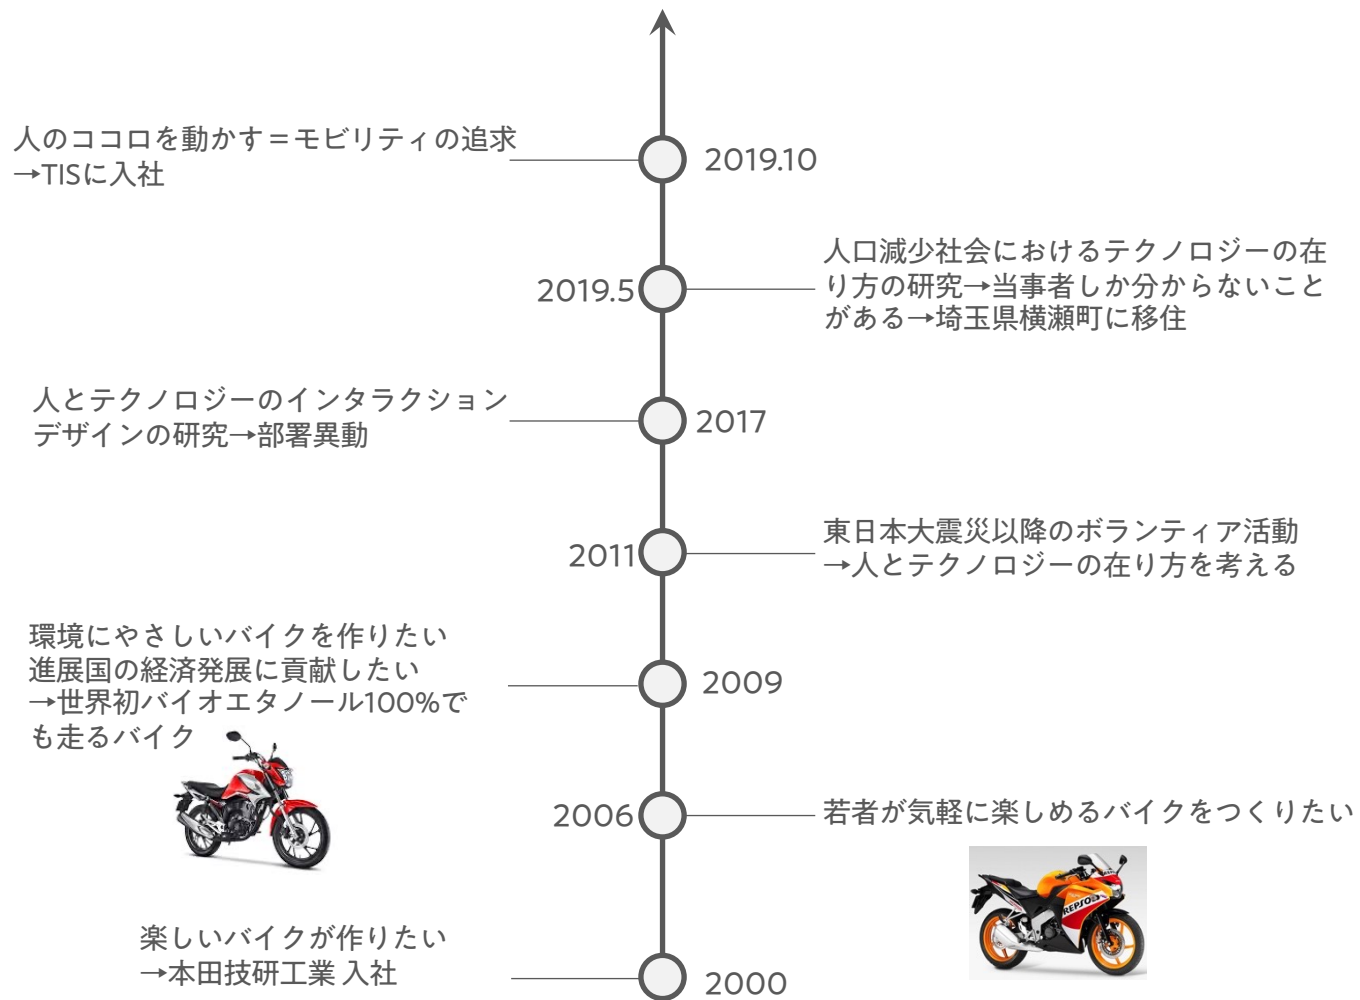 人のココロを動かす＝モビリティの追求
→TISに入社
2019.10
人口減少社会におけるテクノロジーの在
り方の研究→当事者しか分からないこと
がある→埼玉県横瀬町に移住
2019.5
人とテクノロジーのインタラクション
デザインの研究→部署異動
2017
東日本大震災以降のボランティア活動
→人とテクノロジーの在り方を考える
2011
環境にやさしいバイクを作りたい
進展国の経済発展に貢献したい
→世界初バイオエタノール100%で
も走るバイク
2009
2006
若者が気軽に楽しめるバイクをつくりたい
REPSOL
楽しいバイクが作りたい
→本田技研工業 入社
2000